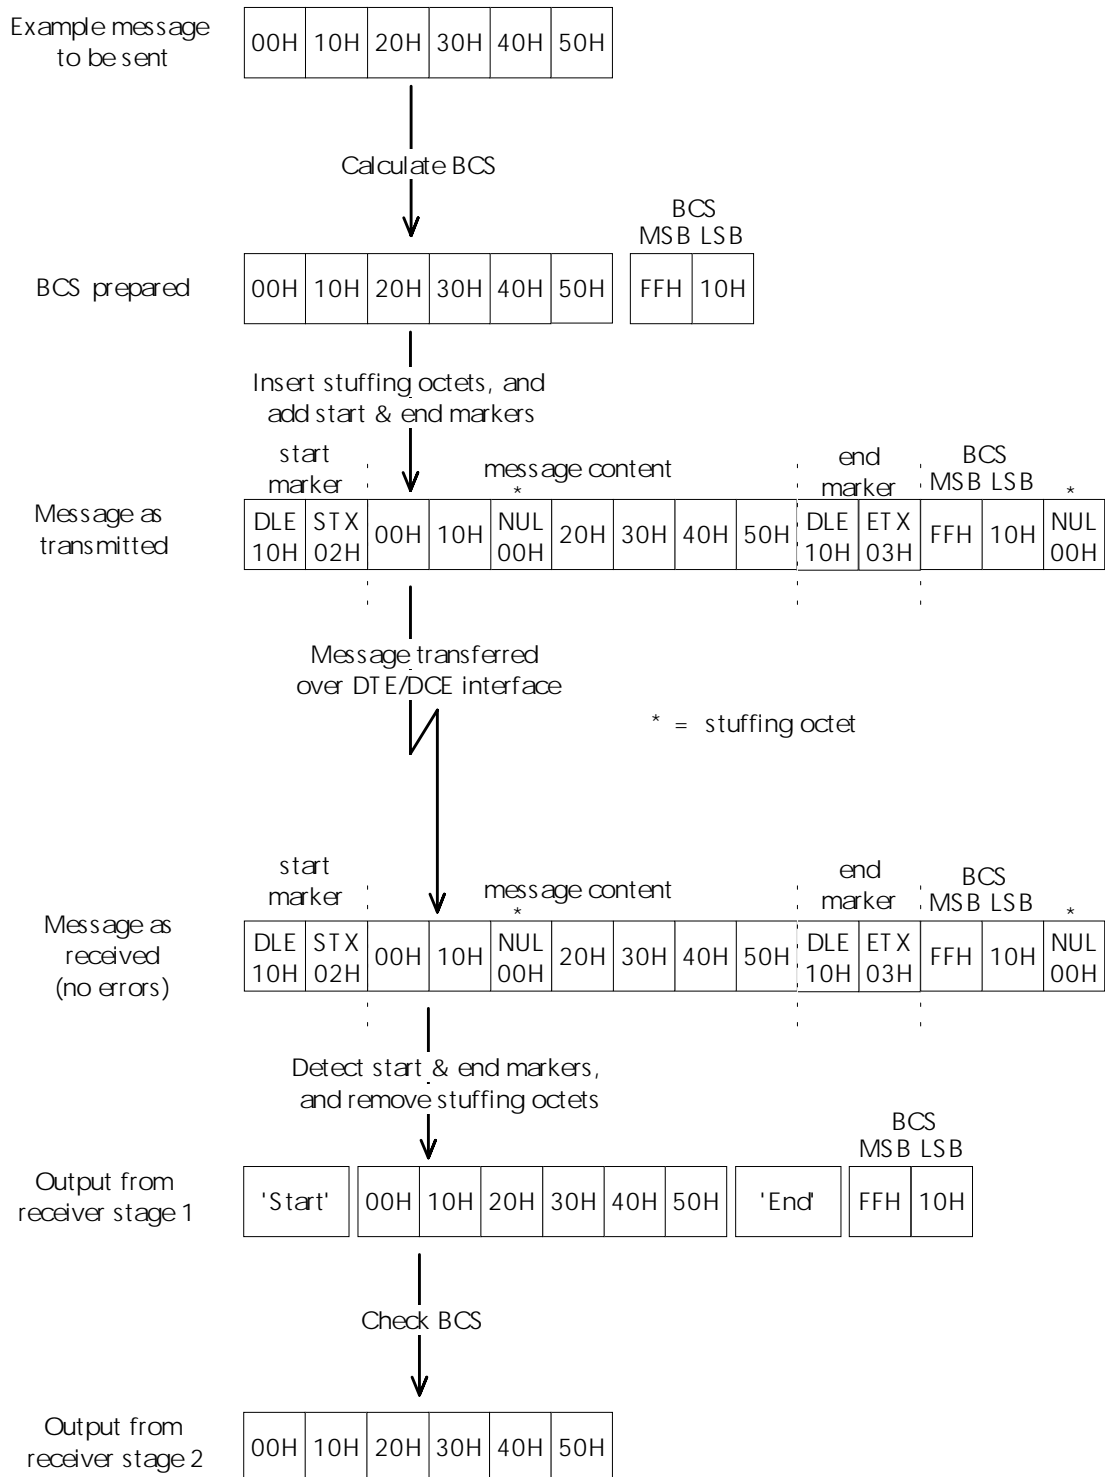 Example message
to be sent
00H 10H 20H 30H 40H 50H
Calculate BCS
BCS
MSB LSB
BCS prepared
00H 10H 20H 30H 40H 50H FFH 10H
Insert stuffing octets, and
add start & end markers
start
marker
message content
*
end
marker
BCS
MSB LSB
*
Message as
transmitted
DLE STX 00H 10H NUL 20H 30H 40H 50H DLE ETX FFH 10H NUL
10H 02H 00H 10H 03H 00H
Message transferred
over DTE/DCE interface
* = stuffing octet
start
marker
message content
*
end
marker
BCS
MSB LSB
*
Message as
received
(no errors)
DLE STX 00H 10H NUL 20H 30H 40H 50H DLE ETX FFH 10H NUL
10H 02H 00H 10H 03H 00H
Detect start & end markers,
and remove stuffing octets
BCS
MSB LSB
Output from
receiver stage 1
'Start' 00H 10H 20H 30H 40H 50H 'End' FFH 10H
Check BCS
Output from
receiver stage 2
00H 10H 20H 30H 40H 50H